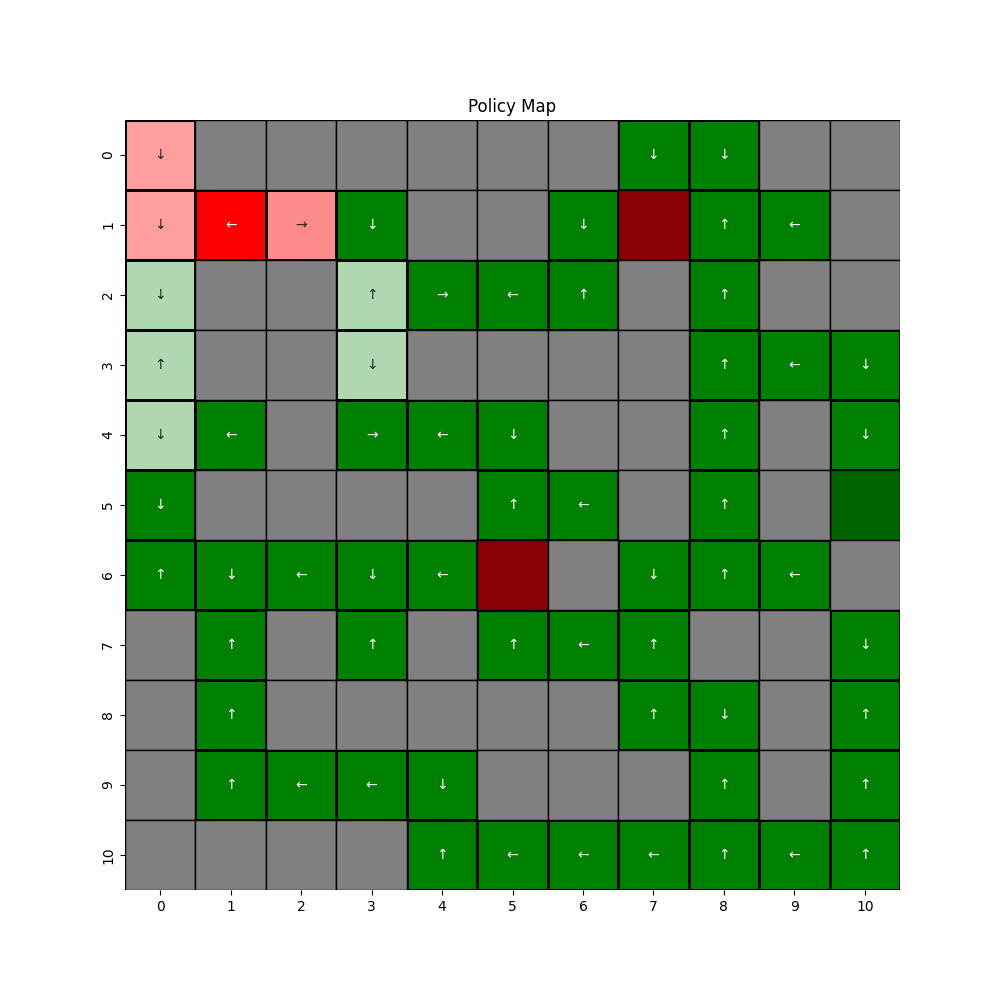 Policy Map
0 ↓ ↓ ↓
1 ↓ ← → ↓ ↓ ↑ ←
2 ↓ ↑ → ← ↑ ↑
3 ↑ ↓ ↑ ← ↓
4 ↓ ← → ← ↓ ↑ ↓
5 ↓ ↑ ← ↑
6 ↑ ↓ ← ↓ ← ↓ ↑ ←
7 ↑ ↑ ↑ ← ↑ ↓
8 ↑ ↑ ↓ ↑
9 ↑ ← ← ↓ ↑ ↑
10 ↑ ← ← ← ↑ ← ↑
0 1 2 3 4 5 6 7 8 9 10